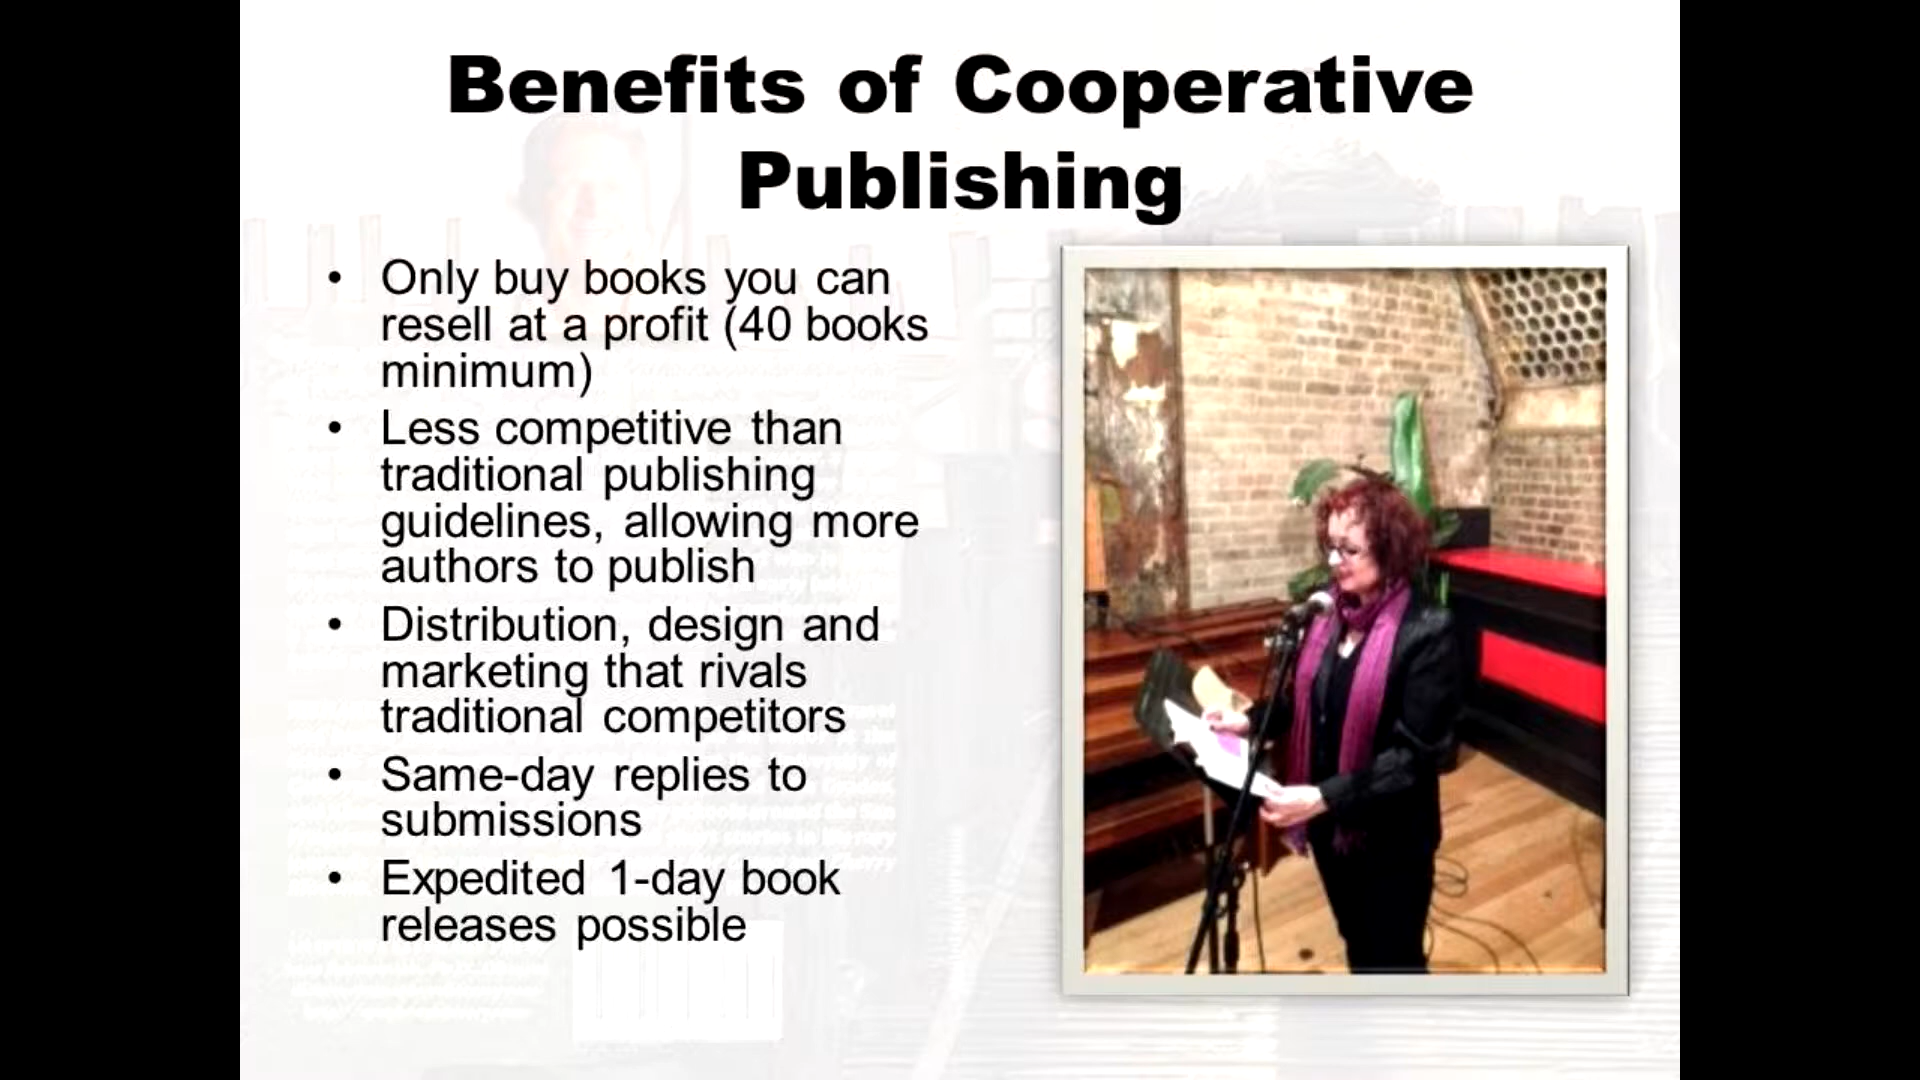 Benefits of Cooperative
Publishing
• Only buy books you can
resell at a profit (40 books
minimum)
• Less competitive than
traditional publishing
guidelines, allowing more
authors to publish
• Distribution, design and
marketing that rivals
traditional competitors
• Same-day replies to
submissions
• Expedited 1-day book
releases possible